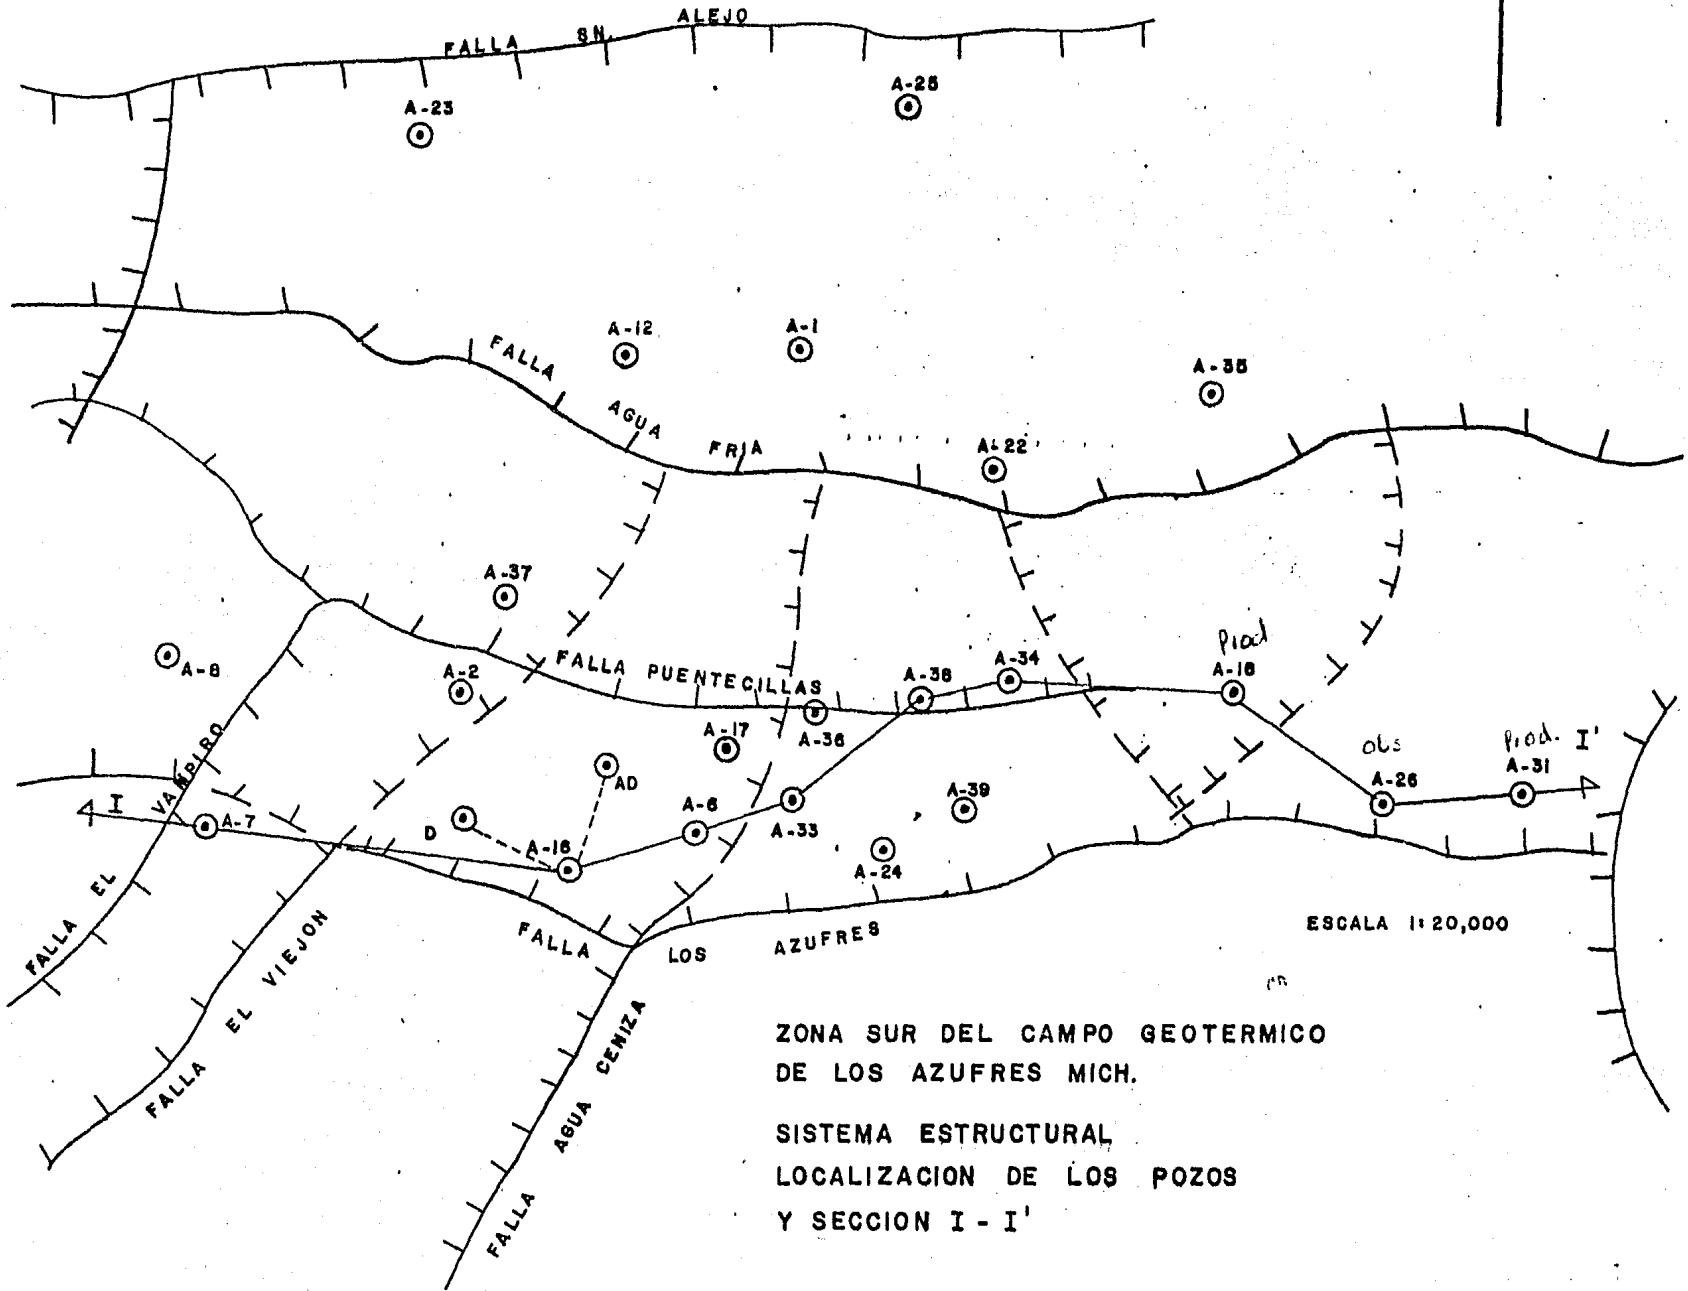 FALLA SN. ALEJO
A-23
A-25
A-12
A-1
A-35
FALLA AGUA FRIA
A-22
A-37
A-8
A-2
FALLA PUENTECILLAS
A-38
A-34
Prod
A-18
A-17
A-36
obs
A-26
Prod.
A-31
I'
I
A-7
FALLA EL VAMPIRO
D
AD
A-16
A-6
A-33
A-39
A-24
FALLA LOS AZUFRES
FALLA EL VIEJON
FALLA AGUA CENIZA
ESCALA 1:20,000
ZONA SUR DEL CAMPO GEOTERMICO
DE LOS AZUFRES MICH.
SISTEMA ESTRUCTURAL
LOCALIZACION DE LOS POZOS
Y SECCION I - I'